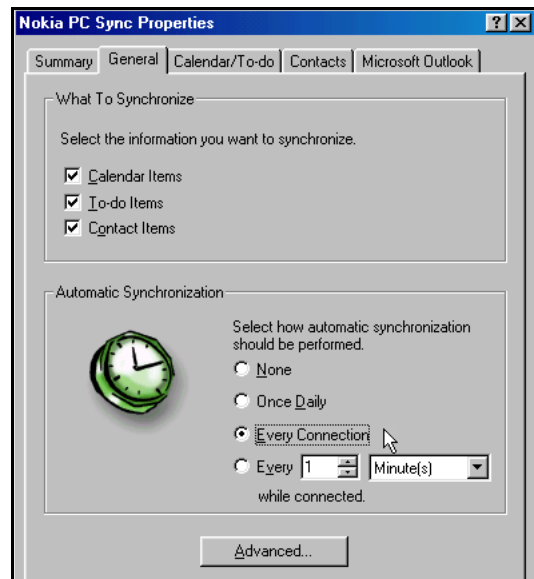 Nokia PC Sync Properties
Summary General Calendar/To-do Contacts Microsoft Outlook
What To Synchronize
Select the information you want to synchronize.
Calendar Items
To-do Items
Contact Items
Automatic Synchronization
Select how automatic synchronization
should be performed.
None
Once Daily
Every Connection
Every 1 Minute(s)
while connected.
Advanced...